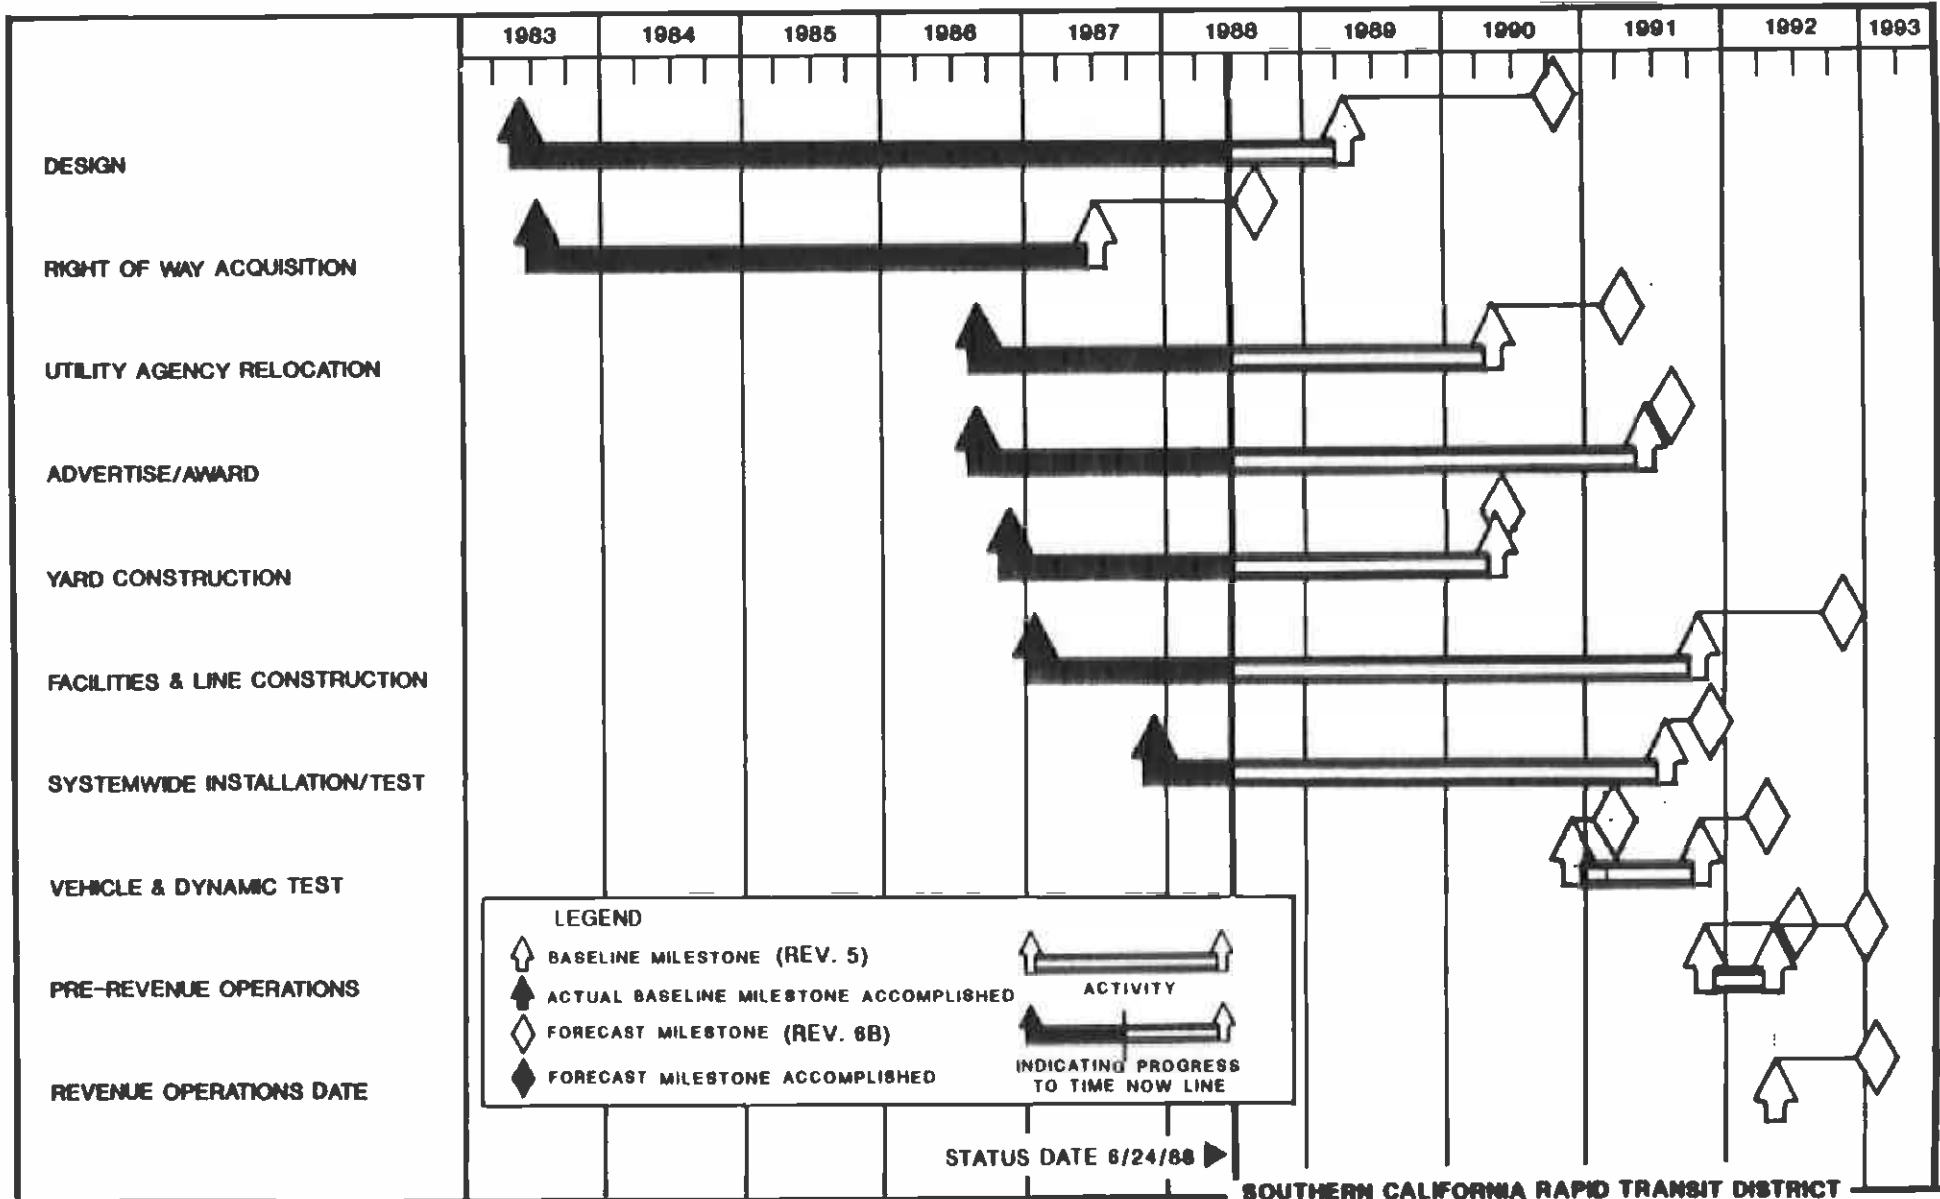 1983 1984 1985 1986 1987 1988 1989 1990 1991 1992 1993
DESIGN
RIGHT OF WAY ACQUISITION
UTILITY AGENCY RELOCATION
ADVERTISE/AWARD
YARD CONSTRUCTION
FACILITIES & LINE CONSTRUCTION
SYSTEMWIDE INSTALLATION/TEST
VEHICLE & DYNAMIC TEST
PRE-REVENUE OPERATIONS
REVENUE OPERATIONS DATE
LEGEND
BASELINE MILESTONE (REV. 5)
ACTUAL BASELINE MILESTONE ACCOMPLISHED
FORECAST MILESTONE (REV. 6B)
FORECAST MILESTONE ACCOMPLISHED
ACTIVITY
INDICATING PROGRESS
TO TIME NOW LINE
STATUS DATE 6/24/88
SOUTHERN CALIFORNIA RAPID TRANSIT DISTRICT